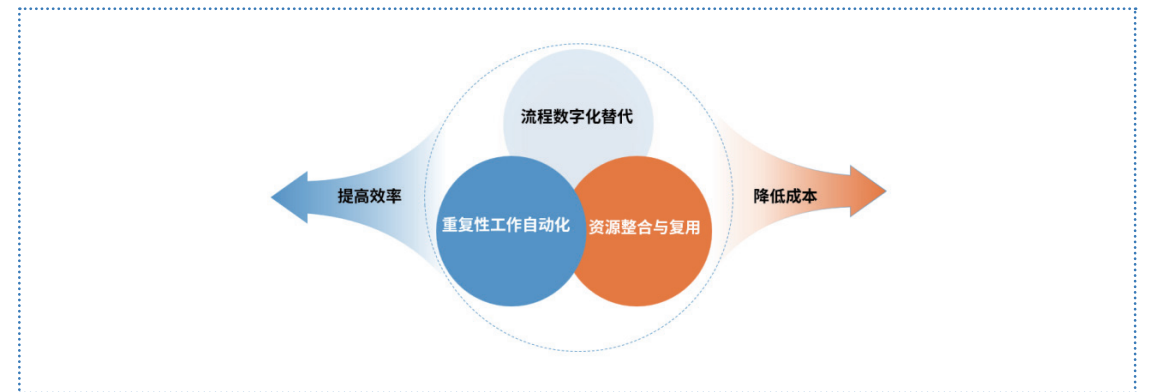 流程数字化替代
提高效率
降低成本
重复性工作自动化
资源整合与复用